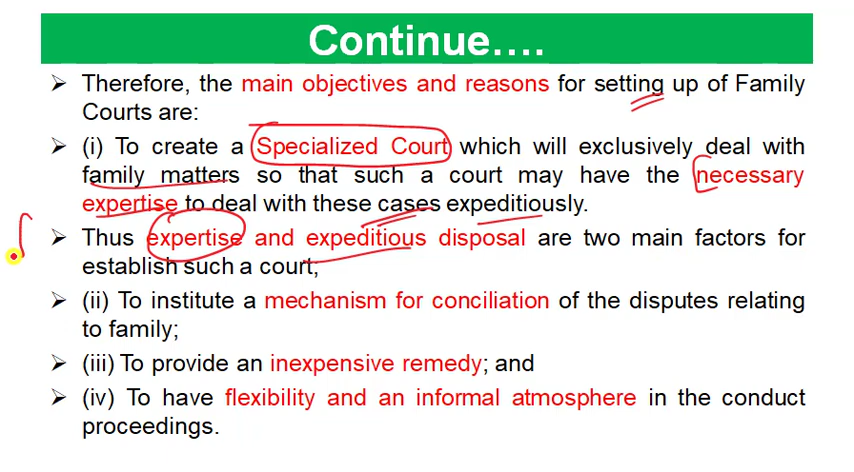 Continue….
➢ Therefore, the main objectives and reasons for setting up of Family
Courts are:
➢ (i) To create a Specialized Court which will exclusively deal with
family matters so that such a court may have the necessary
expertise to deal with these cases expeditiously.
➢ Thus expertise and expeditious disposal are two main factors for
establish such a court;
➢ (ii) To institute a mechanism for conciliation of the disputes relating
to family;
➢ (iii) To provide an inexpensive remedy; and
➢ (iv) To have flexibility and an informal atmosphere in the conduct
proceedings.